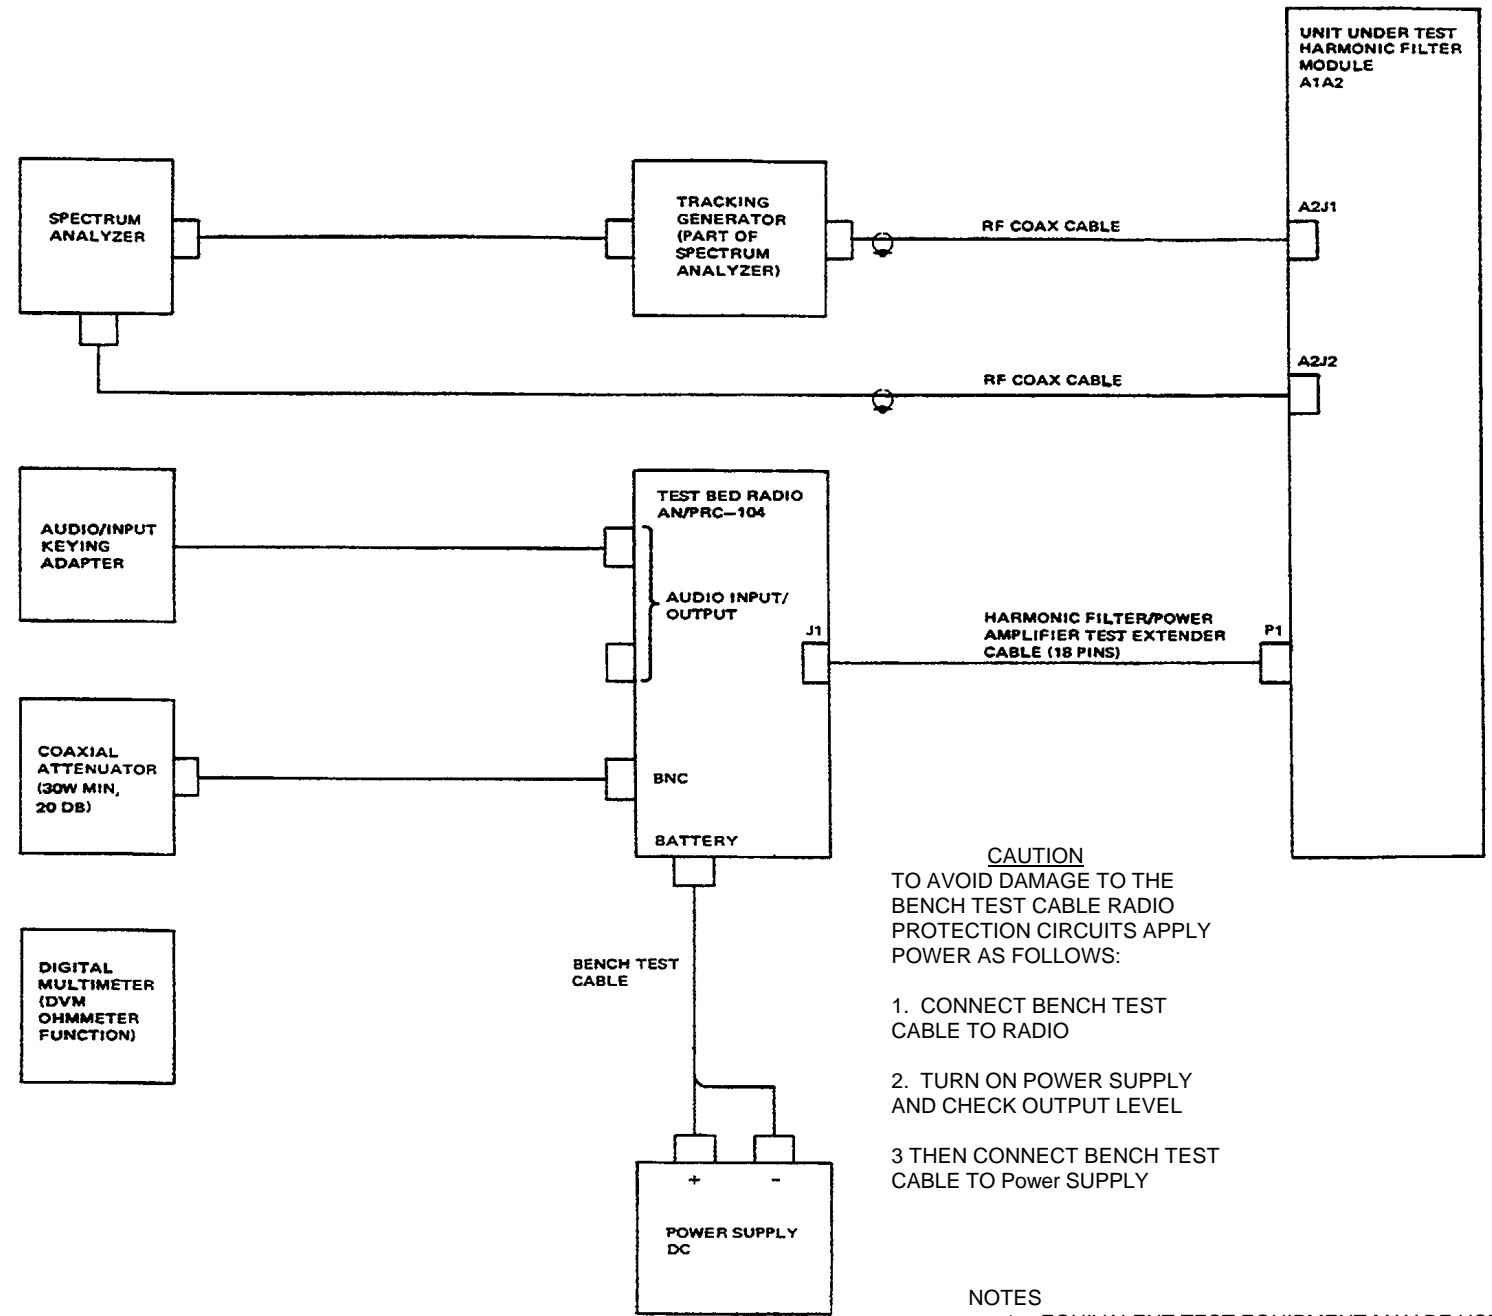 UNIT UNDER TEST
HARMONIC FILTER
MODULE
A1A2
SPECTRUM
ANALYZER
TRACKING
GENERATOR
(PART OF
SPECTRUM
ANALYZER)
RF COAX CABLE
A2J1
RF COAX CABLE
A2J2
AUDIO/INPUT
KEYING
ADAPTER
TEST BED RADIO
AN/PRC-104
AUDIO INPUT/
OUTPUT
J1
HARMONIC FILTER/POWER
AMPLIFIER TEST EXTENDER
CABLE (18 PINS)
P1
COAXIAL
ATTENUATOR
(30W MIN,
20 DB)
BNC
BATTERY
DIGITAL
MULTIMETER
(DVM
OHMMETER
FUNCTION)
BENCH TEST
CABLE
CAUTION
TO AVOID DAMAGE TO THE
BENCH TEST CABLE RADIO
PROTECTION CIRCUITS APPLY
POWER AS FOLLOWS:
1. CONNECT BENCH TEST
CABLE TO RADIO
2. TURN ON POWER SUPPLY
AND CHECK OUTPUT LEVEL
3 THEN CONNECT BENCH TEST
CABLE TO Power SUPPLY
+ -
POWER SUPPLY
DC
NOTES